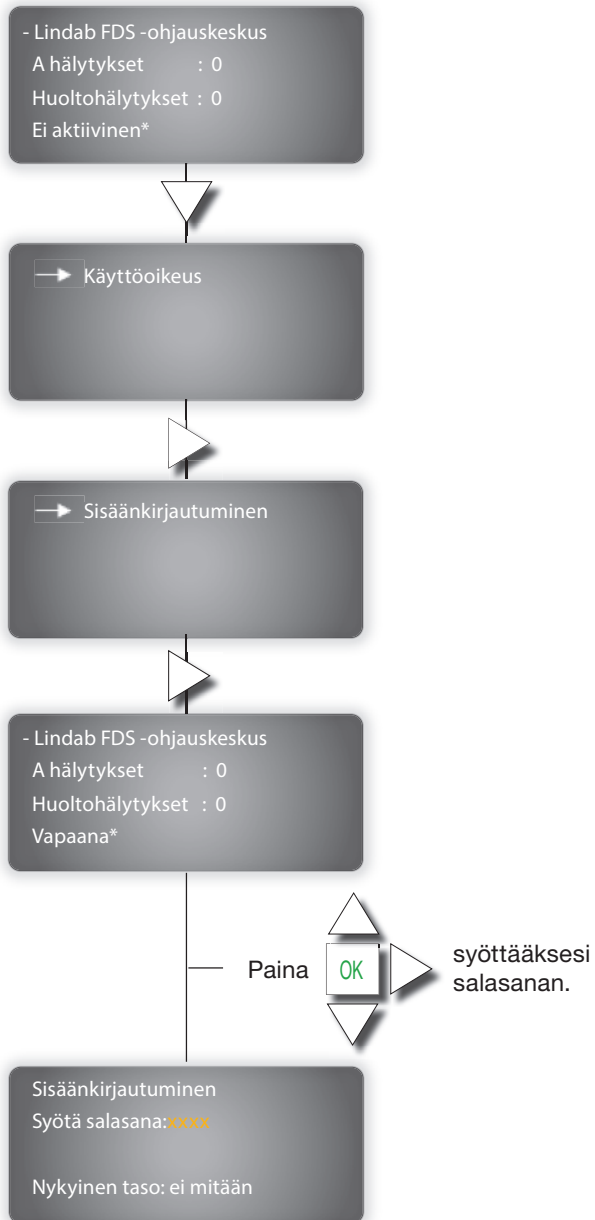 - Lindab FDS -ohjauskeskus
A hälytykset : 0
Huoltohälytykset : 0
Ei aktiivinen*
Käyttöoikeus
Sisäänkirjautuminen
- Lindab FDS -ohjauskeskus
A hälytykset : 0
Huoltohälytykset : 0
Vapaana*
Paina OK syöttääksesi
salasanan.
Sisäänkirjautuminen
Syötä salasana:xxxx
Nykyinen taso: ei mitään